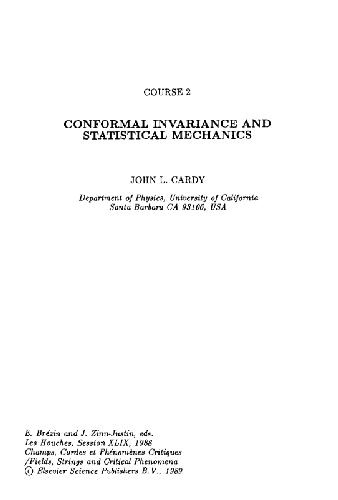 COURSE 2
CONFORMAL INVARIANCE AND
STATISTICAL MECHANICS
JOHN L. CARDY
Department of Physics, University of California
Santa Barbara CA 93106, USA
E. Brézin and J. Zinn-Justin, eds.
Les Houches, Session XLIX, 1988
Champs, Cordes et Phénomènes Critiques
/Fields, Strings and Critical Phenomena
© Elsevier Science Publishers B.V., 1989